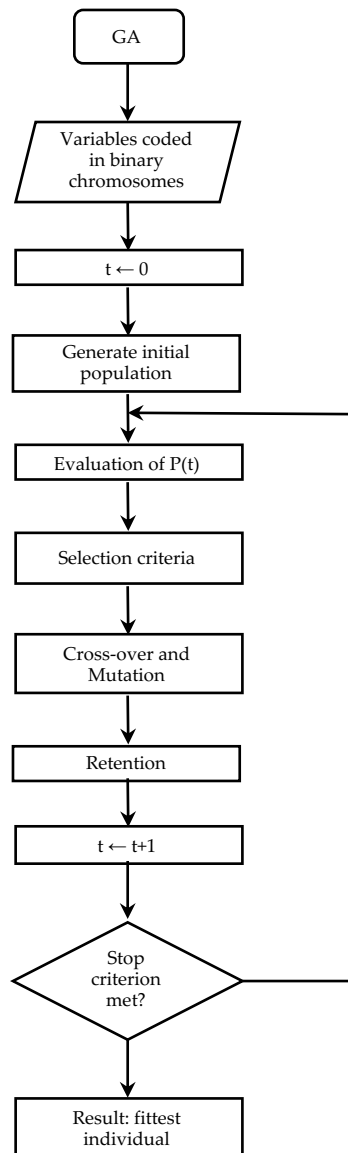 GA
Variables coded
in binary
chromosomes
t ← 0
Generate initial
population
Evaluation of P(t)
Selection criteria
Cross-over and
Mutation
Retention
t ← t+1
Stop
criterion
met?
Result: fittest
individual